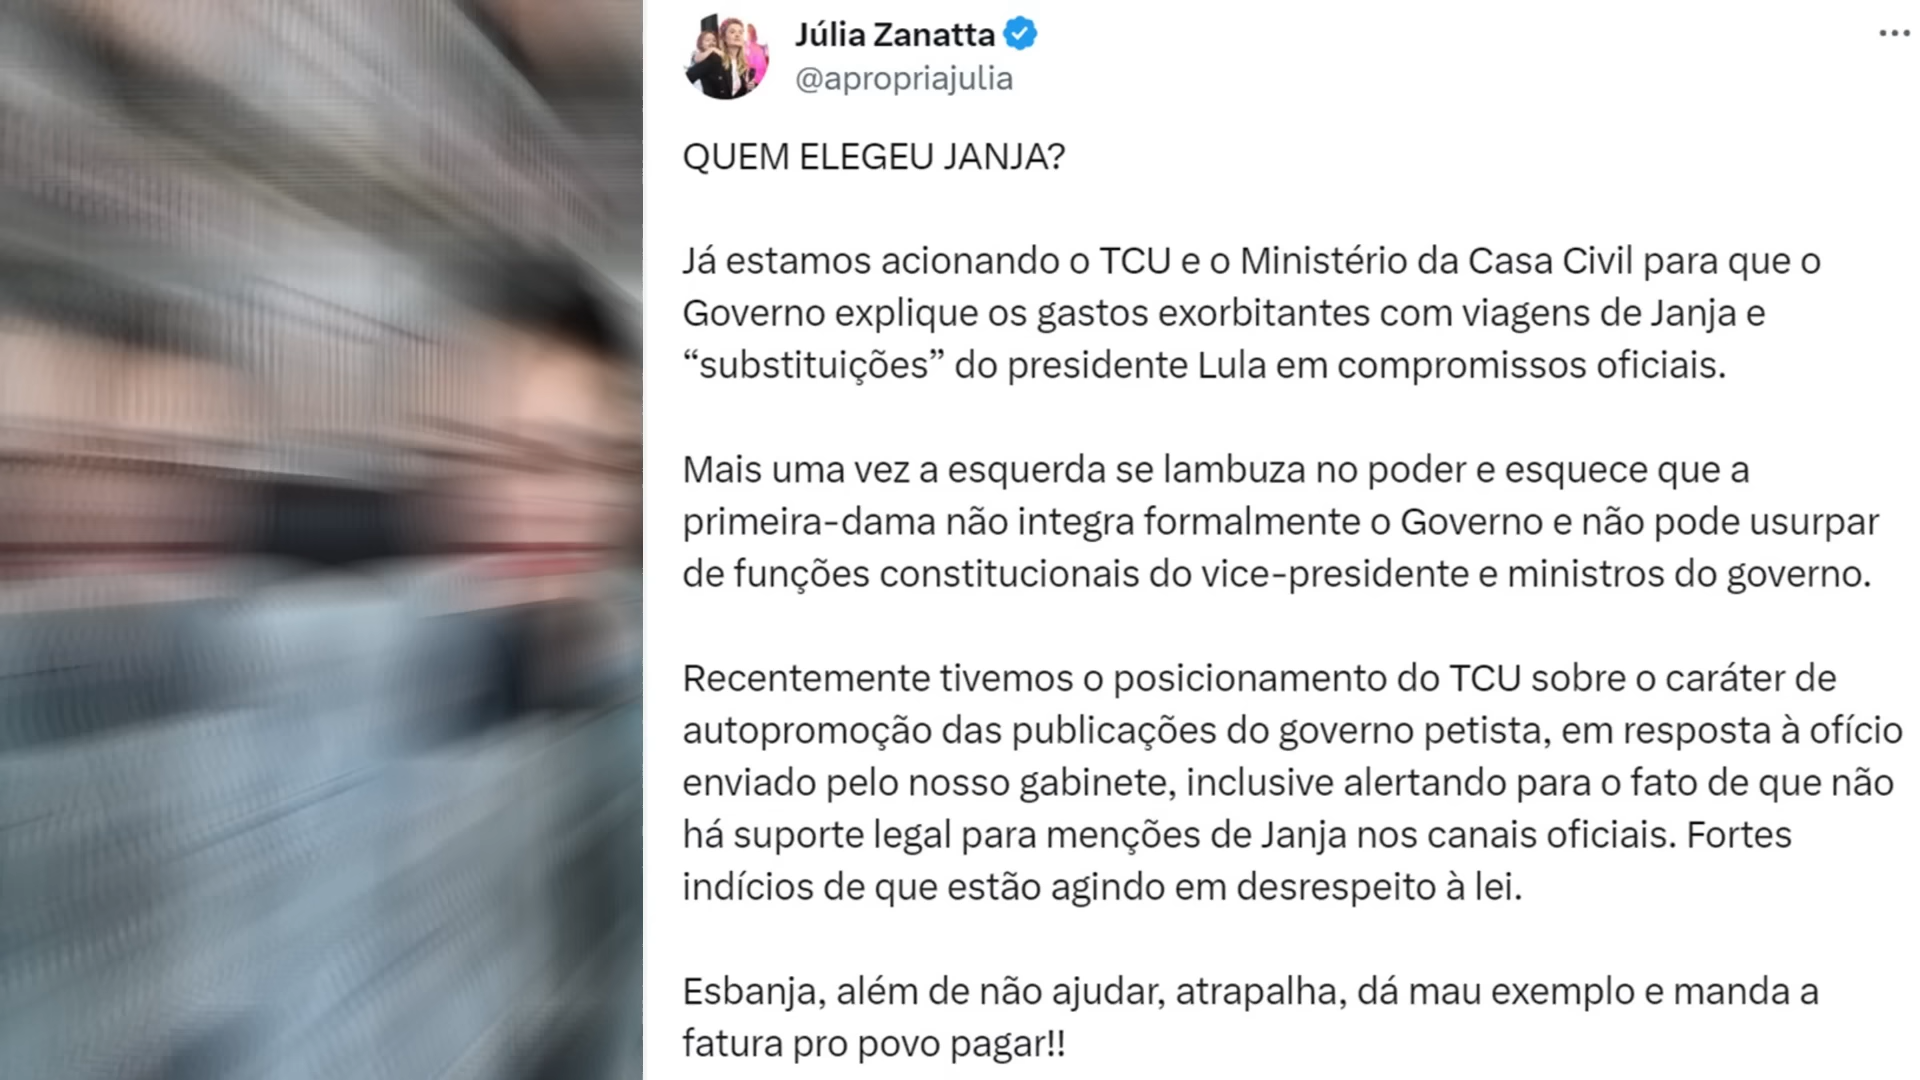 Júlia Zanatta
@apropriajulia
QUEM ELEGEU JANJA?
Já estamos acionando o TCU e o Ministério da Casa Civil para que o
Governo explique os gastos exorbitantes com viagens de Janja e
“substituições” do presidente Lula em compromissos oficiais.
Mais uma vez a esquerda se lambuza no poder e esquece que a
primeira-dama não integra formalmente o Governo e não pode usurpar
de funções constitucionais do vice-presidente e ministros do governo.
Recentemente tivemos o posicionamento do TCU sobre o caráter de
autopromoção das publicações do governo petista, em resposta à ofício
enviado pelo nosso gabinete, inclusive alertando para o fato de que não
há suporte legal para menções de Janja nos canais oficiais. Fortes
indícios de que estão agindo em desrespeito à lei.
Esbanja, além de não ajudar, atrapalha, dá mau exemplo e manda a
fatura pro povo pagar!!